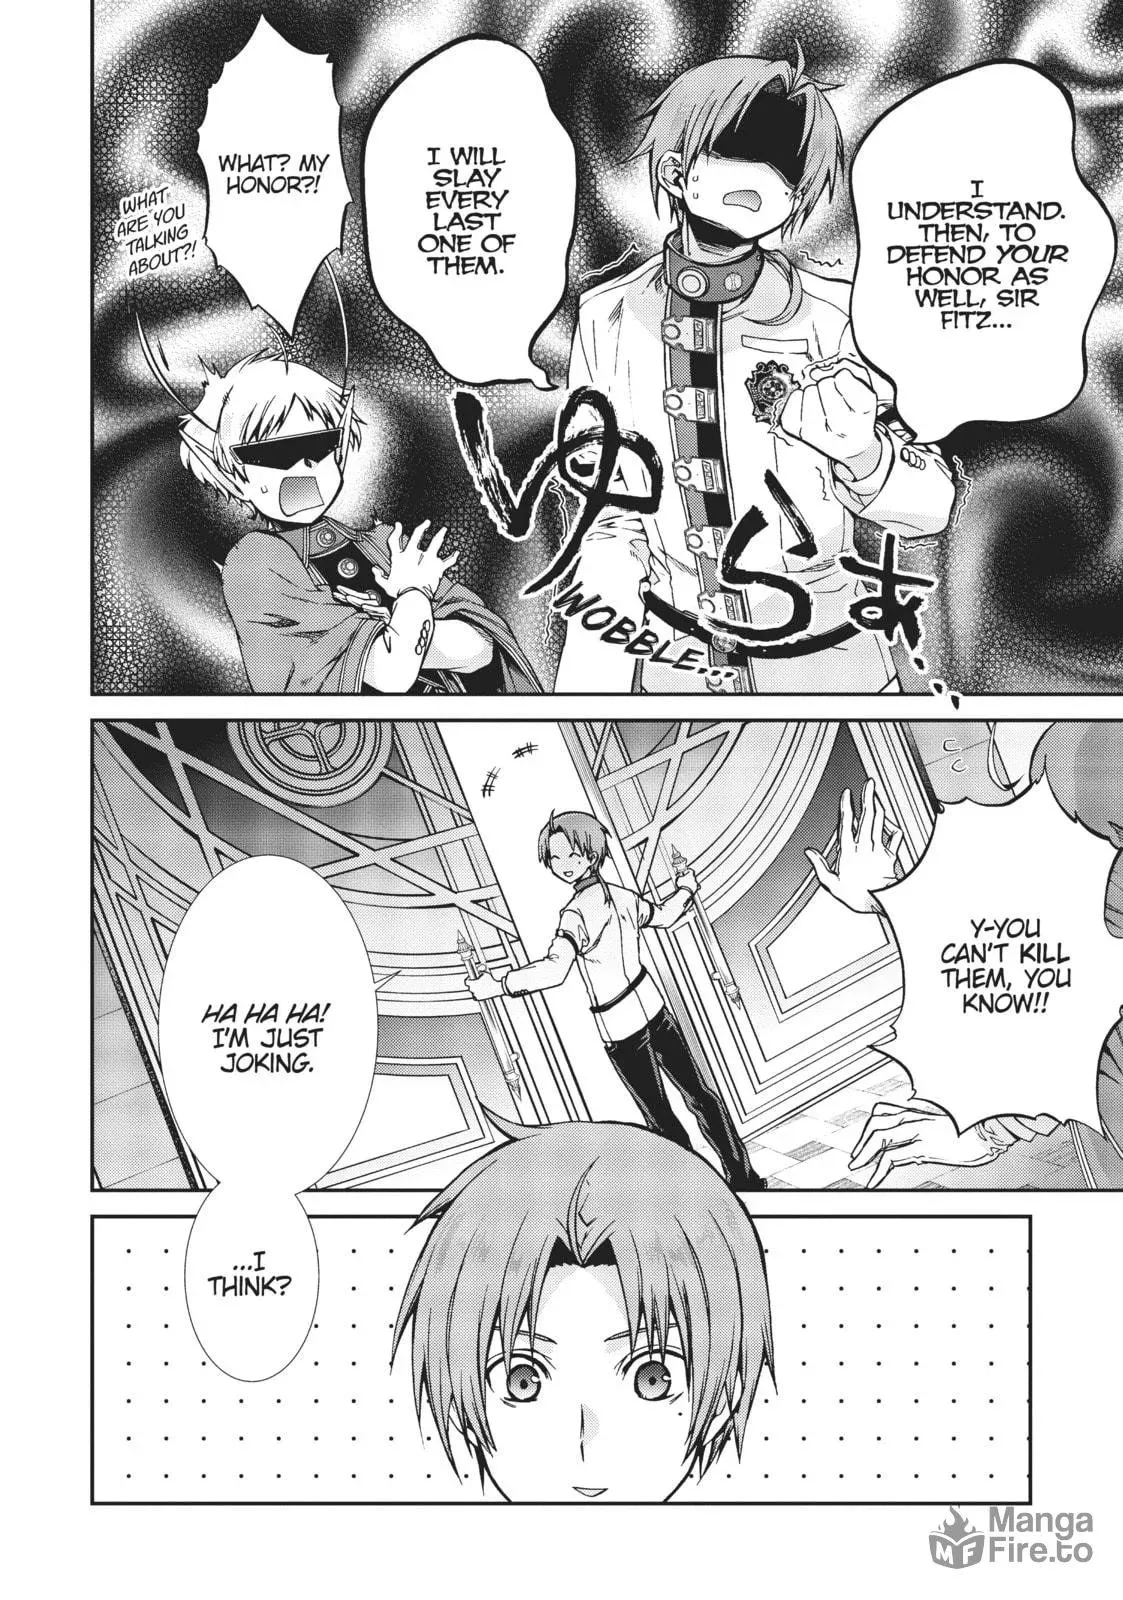 I
UNDERSTAND.
THEN, TO
DEFEND YOUR
HONOR AS
WELL, SIR
FITZ...
I WILL
SLAY
EVERY
LAST
ONE OF
THEM.
ゆらぁ...
WOBBLE...
WHAT? MY
HONOR?!
WHAT
ARE YOU
TALKING
ABOUT?!
Y-YOU
CAN'T KILL
THEM, YOU
KNOW!!
HA HA HA!
I'M JUST
JOKING.
...I
THINK?
Manga
Fire.to
MF